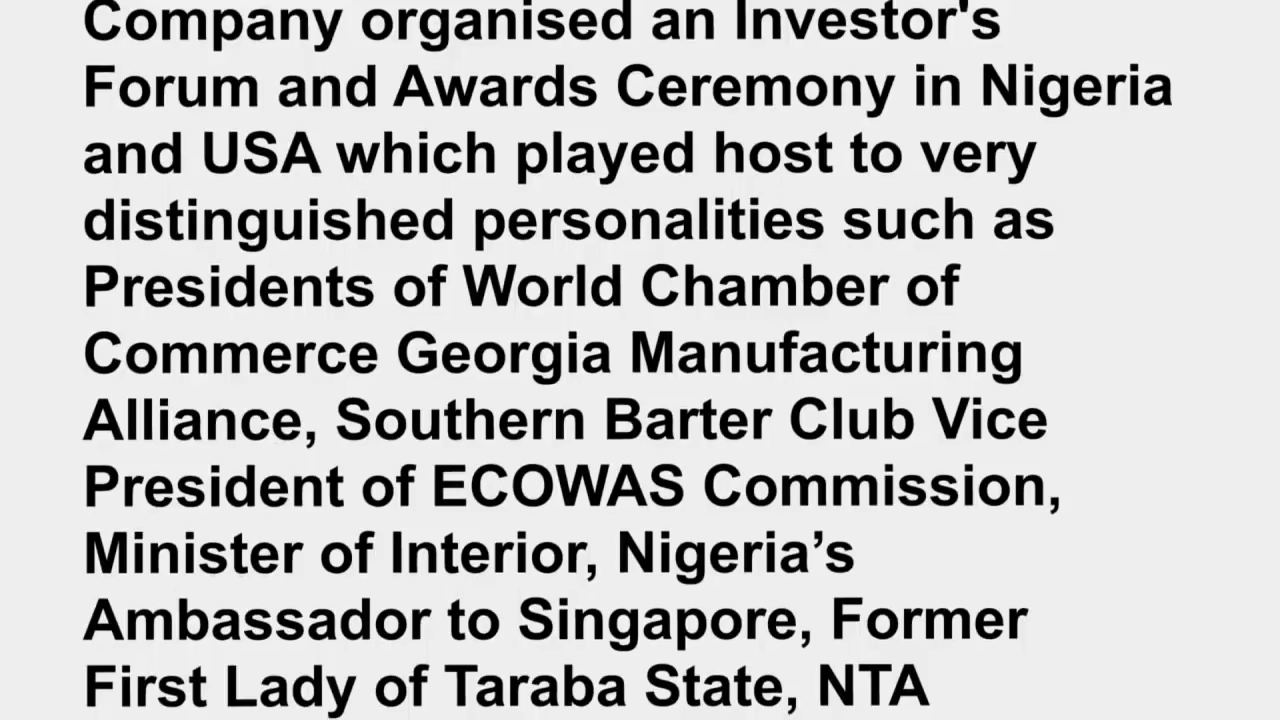 Company organised an Investor's
Forum and Awards Ceremony in Nigeria
and USA which played host to very
distinguished personalities such as
Presidents of World Chamber of
Commerce Georgia Manufacturing
Alliance, Southern Barter Club Vice
President of ECOWAS Commission,
Minister of Interior, Nigeria’s
Ambassador to Singapore, Former
First Lady of Taraba State, NTA